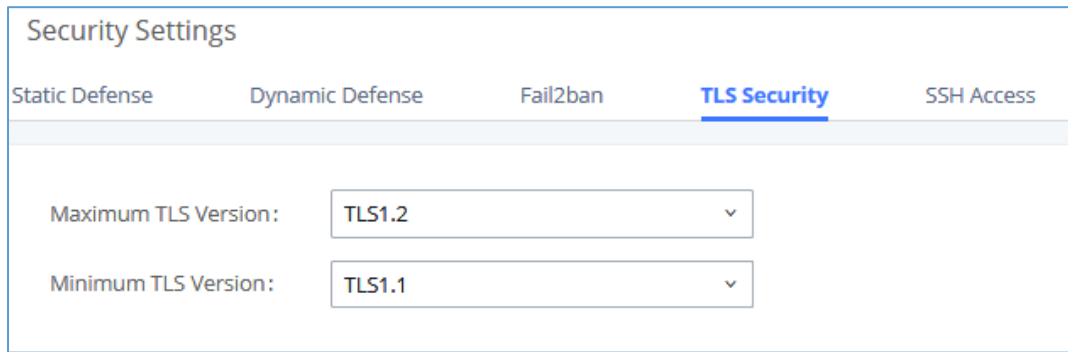 Security Settings
Static Defense Dynamic Defense Fail2ban TLS Security SSH Access
Maximum TLS Version: TLS1.2
Minimum TLS Version: TLS1.1